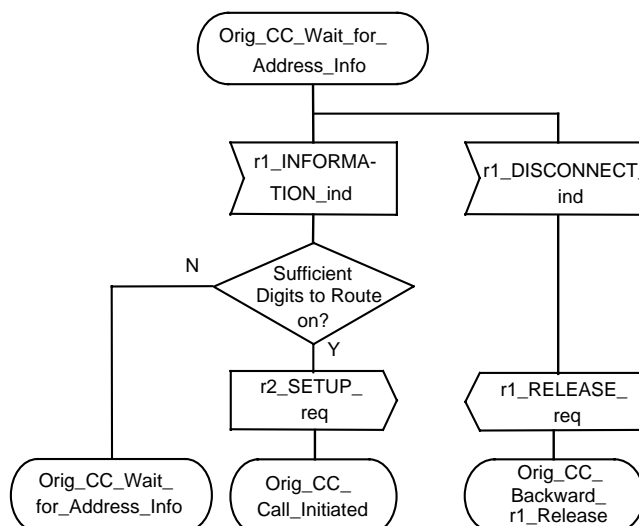 Orig_CC_Wait_for_
Address_Info
r1_INFORMA-
TION_ind
r1_DISCONNECT_
ind
N
Sufficient
Digits to Route
on?
Y
r2_SETUP_
req
r1_RELEASE_
req
Orig_CC_Wait_
for_Address_Info
Orig_CC_
Call_Initiated
Orig_CC_
Backward_
r1_Release